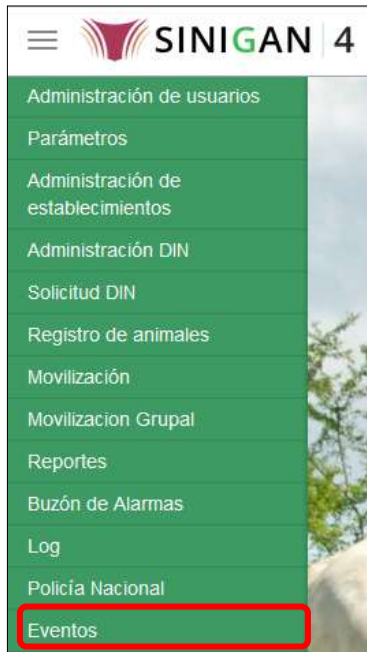 SINIGAN 4
Administración de usuarios
Parámetros
Administración de
establecimientos
Administración DIN
Solicitud DIN
Registro de animales
Movilización
Movilizacion Grupal
Reportes
Buzón de Alarmas
Log
Policía Nacional
Eventos